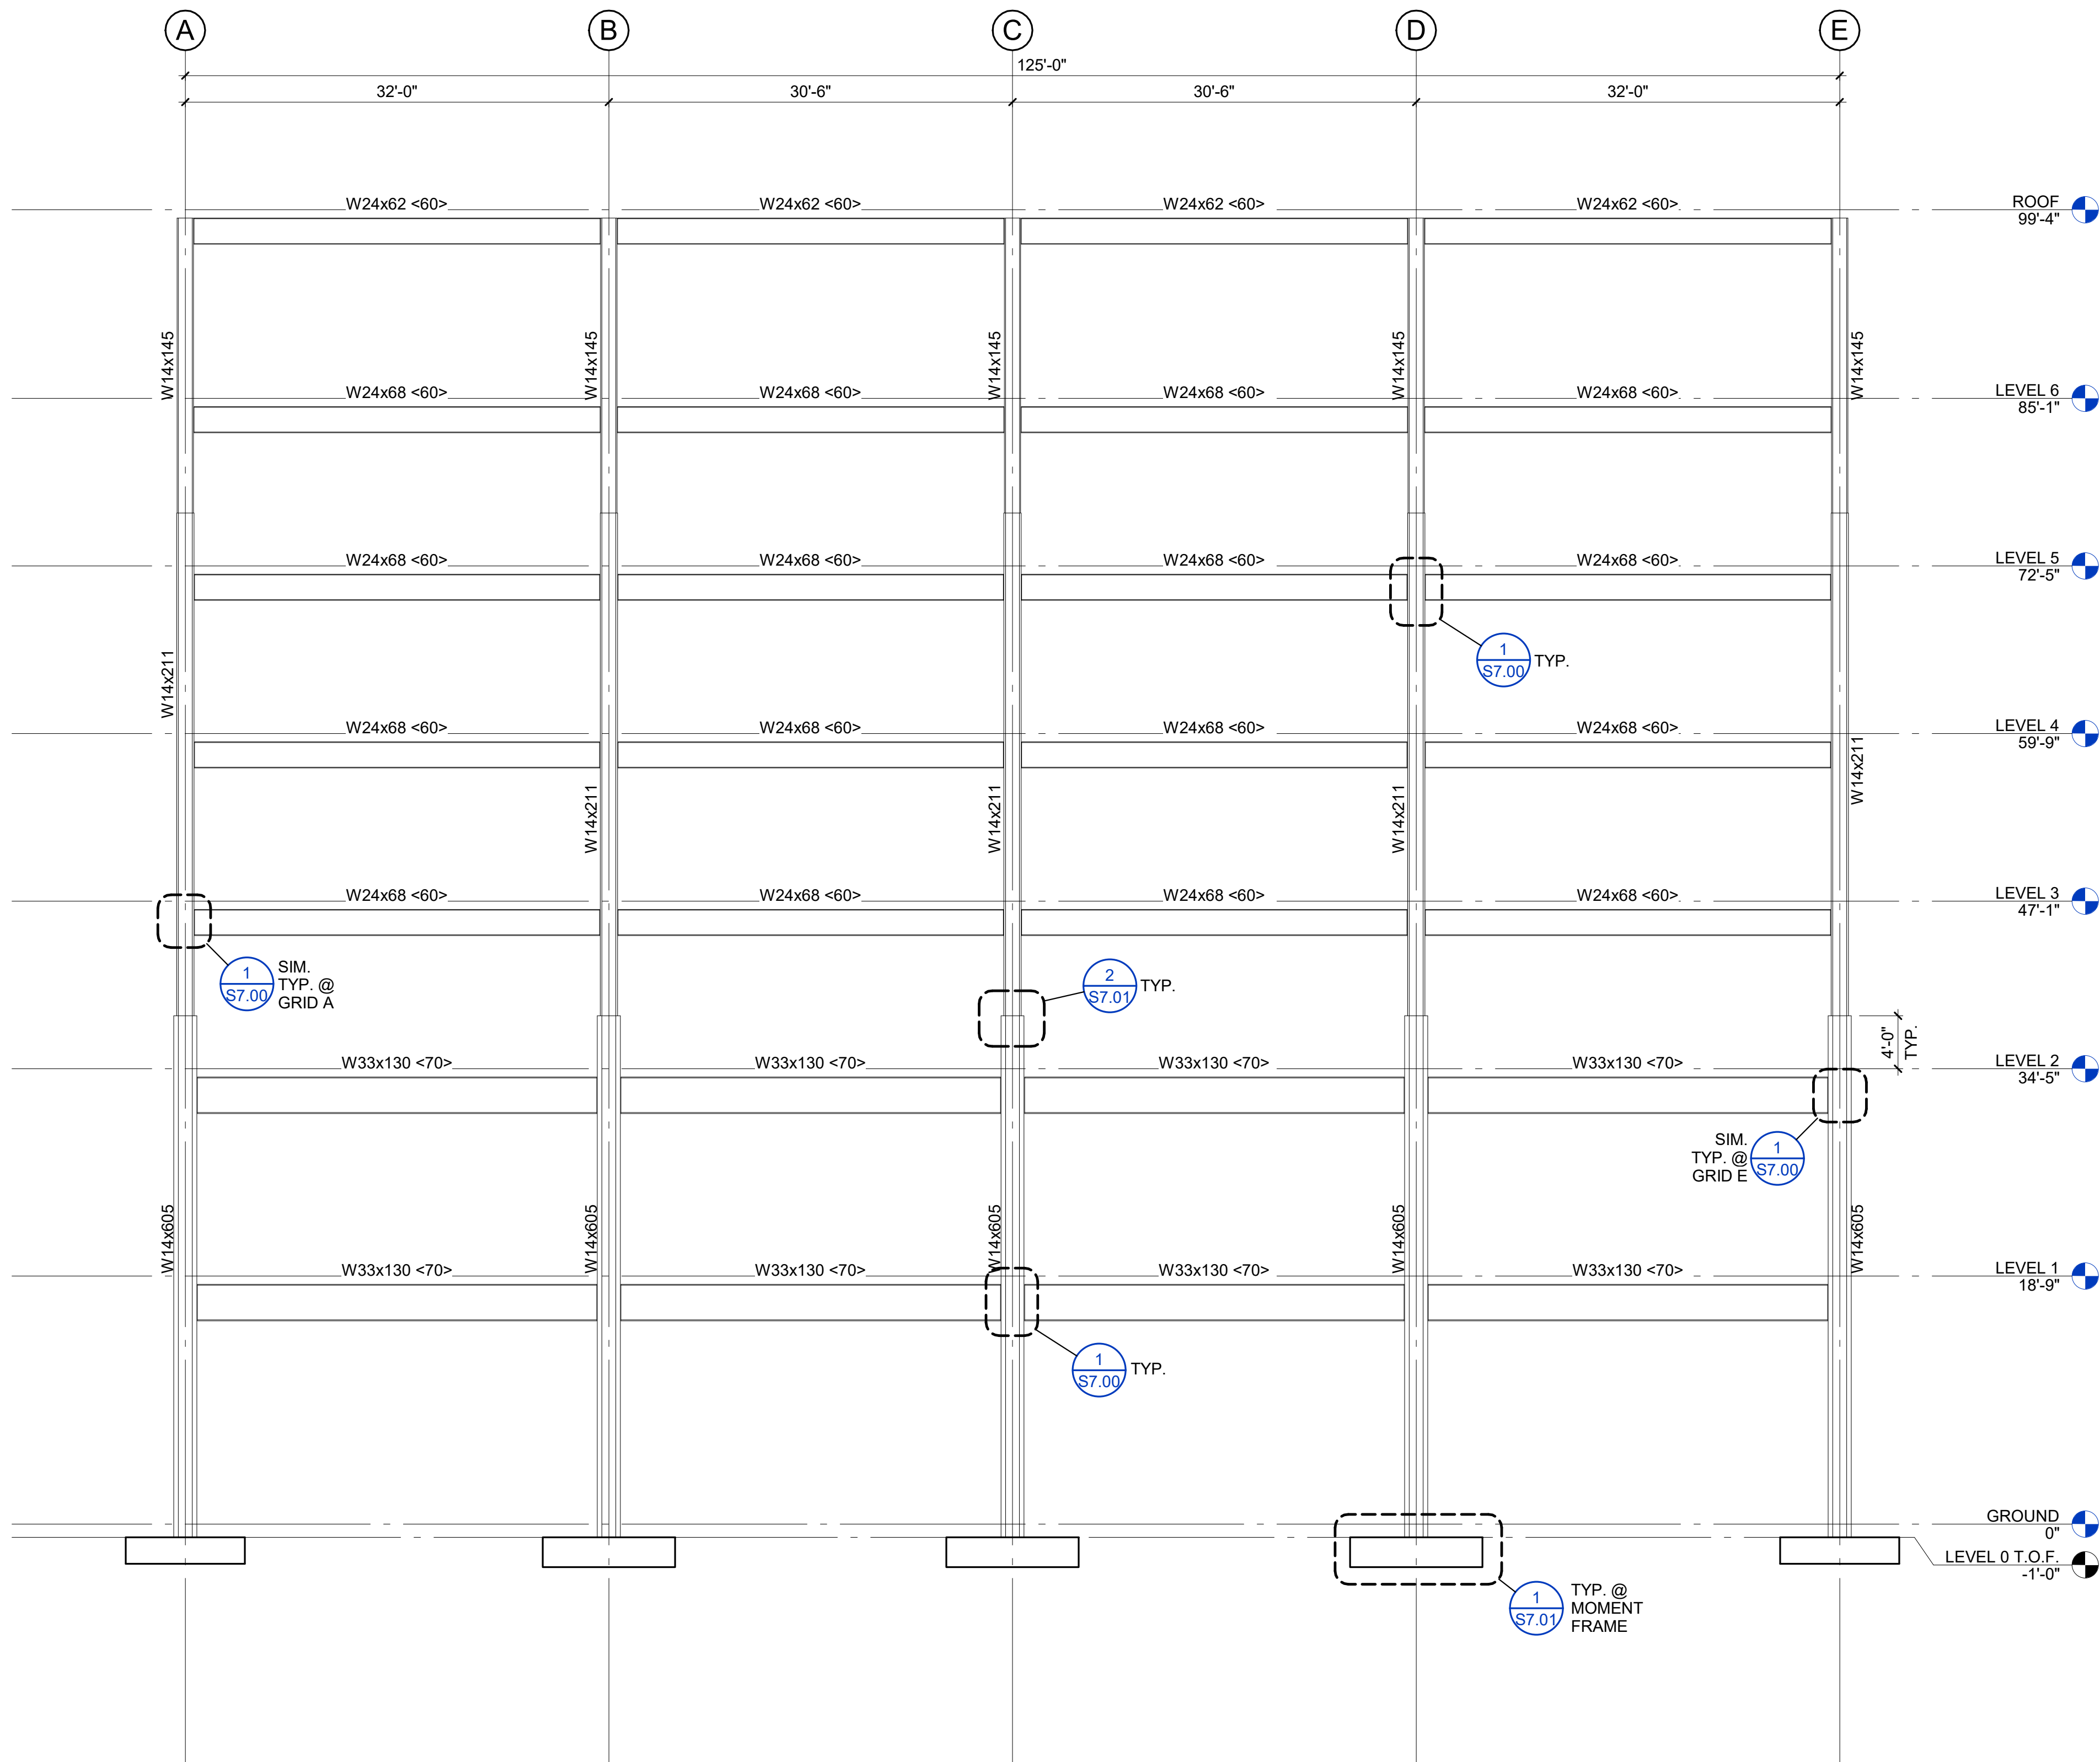 A
B
C
D
E
125'-0"
32'-0"
30'-6"
30'-6"
32'-0"
W24x62 <60>
W24x62 <60>
W24x62 <60>
W24x62 <60>
ROOF
99'-4"
W14x145
W14x145
W14x145
W14x145
W14x145
W24x68 <60>
W24x68 <60>
W24x68 <60>
W24x68 <60>
LEVEL 6
85'-1"
W24x68 <60>
W24x68 <60>
W24x68 <60>
W24x68 <60>
LEVEL 5
72'-5"
1
S7.00
TYP.
W14x211
W24x68 <60>
W24x68 <60>
W24x68 <60>
W24x68 <60>
LEVEL 4
59'-9"
W14x211
W14x211
W14x211
W14x211
W24x68 <60>
W24x68 <60>
W24x68 <60>
W24x68 <60>
LEVEL 3
47'-1"
1
S7.00
SIM.
TYP. @
GRID A
2
S7.01
TYP.
4'-0"
TYP.
W33x130 <70>
W33x130 <70>
W33x130 <70>
W33x130 <70>
LEVEL 2
34'-5"
SIM.
TYP. @
GRID E
1
S7.00
W14x605
W14x605
W14x605
W14x605
W14x605
W33x130 <70>
W33x130 <70>
W33x130 <70>
W33x130 <70>
LEVEL 1
18'-9"
1
S7.00
TYP.
GROUND
0"
LEVEL 0 T.O.F.
-1'-0"
1
S7.01
TYP. @
MOMENT
FRAME